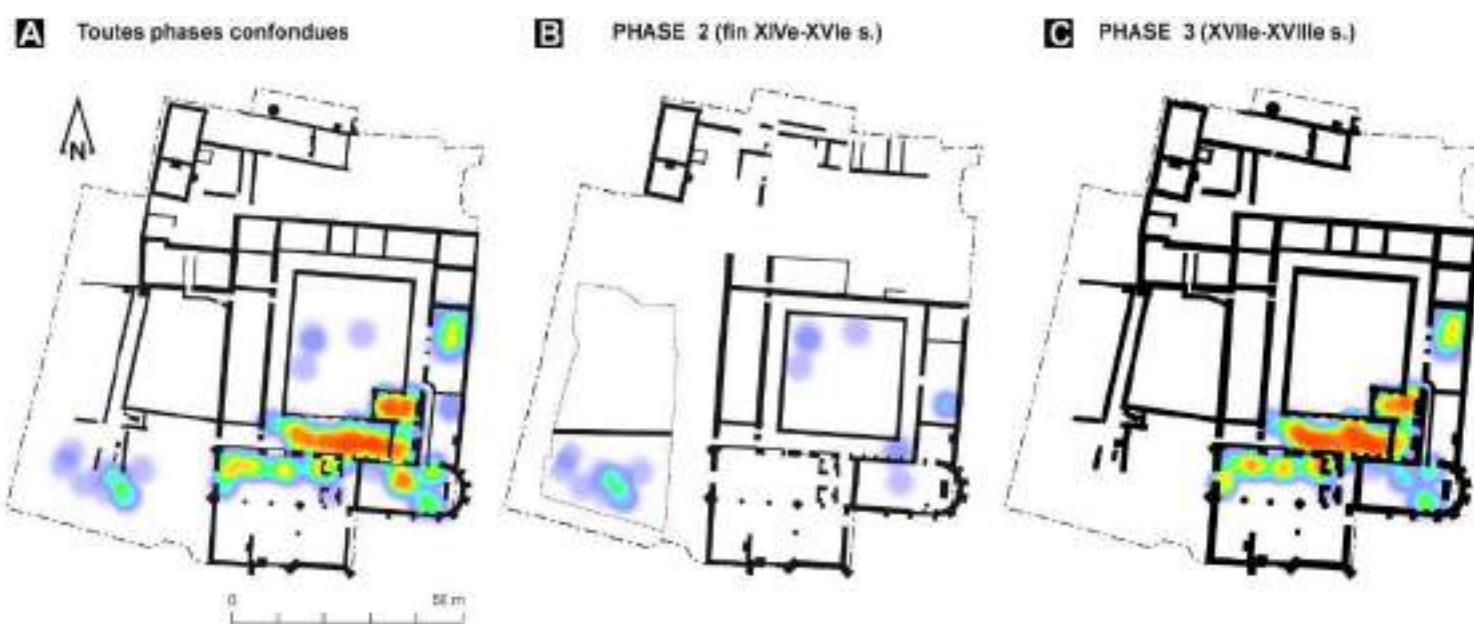 A Toutes phases confondues
B PHASE 2 (fin XIVe-XVIe s.)
C PHASE 3 (XVIIe-XVIIIe s.)
N
0 50 m